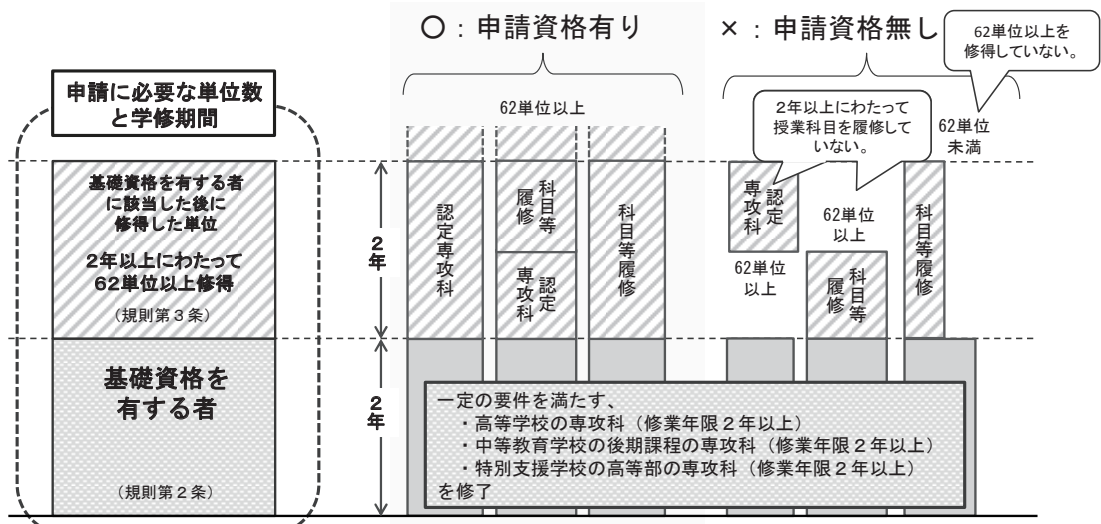 ○：申請資格有り
×：申請資格無し
62単位以上を
修得していない。
申請に必要な単位数
と学修期間
62単位以上
2年以上にわたって
授業科目を履修して
いない。
62単位
未満
基礎資格を有する者
に該当した後に
修得した単位
2年以上にわたって
62単位以上修得
（規則第３条）
2年
認定専攻科
科目等
履修
認定
専攻科
科目等履修
認定
専攻科
62単位
以上
62単位
以上
科目等
履修
科目等履修
基礎資格を
有する者
（規則第２条）
2年
一定の要件を満たす、
・高等学校の専攻科（修業年限２年以上）
・中等教育学校の後期課程の専攻科（修業年限２年以上）
・特別支援学校の高等部の専攻科（修業年限２年以上）
を修了